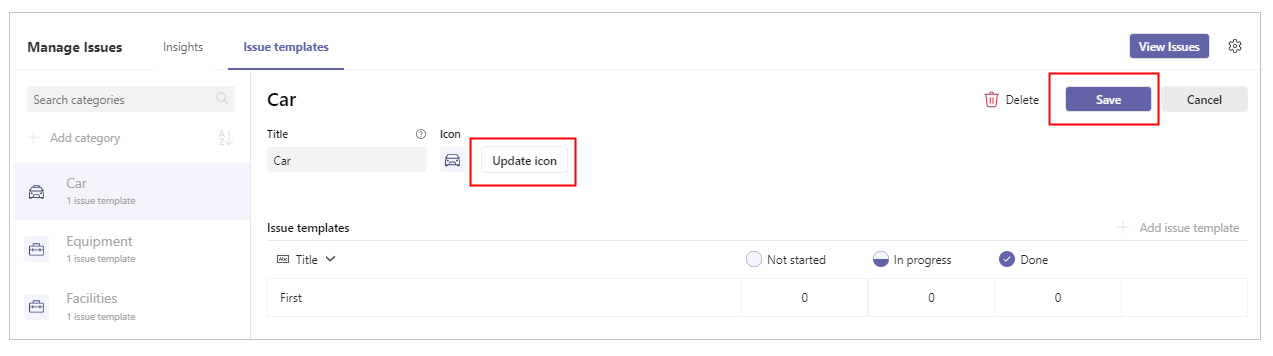 Manage Issues Insights Issue templates View Issues
Search categories
Add category
Car
1 issue template
Equipment
1 issue template
Facilities
1 issue template
Car Delete Save Cancel
Title Icon
Car Update icon
Issue templates Add issue template
Abc Title Not started In progress Done
First 0 0 0